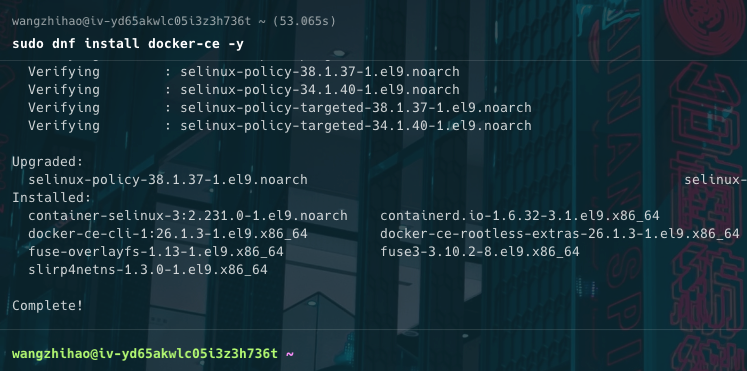 wangzhihao@iv-yd65akwlc05i3z3h736t ~ (53.065s)
sudo dnf install docker-ce -y
Verifying : selinux-policy-38.1.37-1.el9.noarch
Verifying : selinux-policy-34.1.40-1.el9.noarch
Verifying : selinux-policy-targeted-38.1.37-1.el9.noarch
Verifying : selinux-policy-targeted-34.1.40-1.el9.noarch
Upgraded:
selinux-policy-38.1.37-1.el9.noarch selinux-
Installed:
container-selinux-3:2.231.0-1.el9.noarch containerd.io-1.6.32-3.1.el9.x86_64
docker-ce-cli-1:26.1.3-1.el9.x86_64 docker-ce-rootless-extras-26.1.3-1.el9.x86_64
fuse-overlayfs-1.13-1.el9.x86_64 fuse3-3.10.2-8.el9.x86_64
slirp4netns-1.3.0-1.el9.x86_64
Complete!
wangzhihao@iv-yd65akwlc05i3z3h736t ~